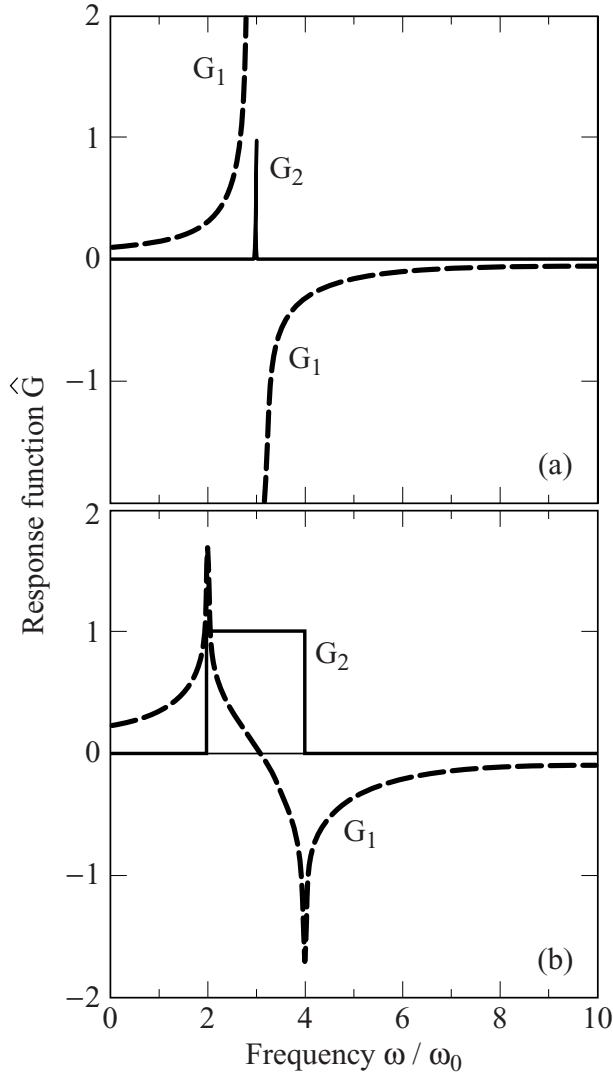 2
G1
1
G2
0
G1
−1
(a)
Response function Ĝ
2
1
G2
0
G1
−1
(b)
−2
0 2 4 6 8 10
Frequency ω / ω0